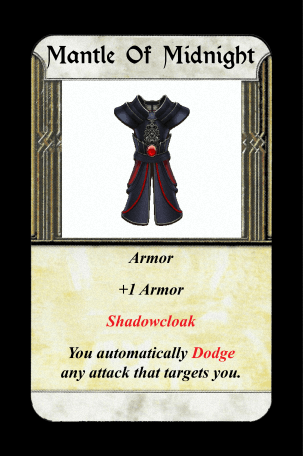 Mantle Of Midnight
Armor
+1 Armor
Shadowcloak
You automatically Dodge
any attack that targets you.